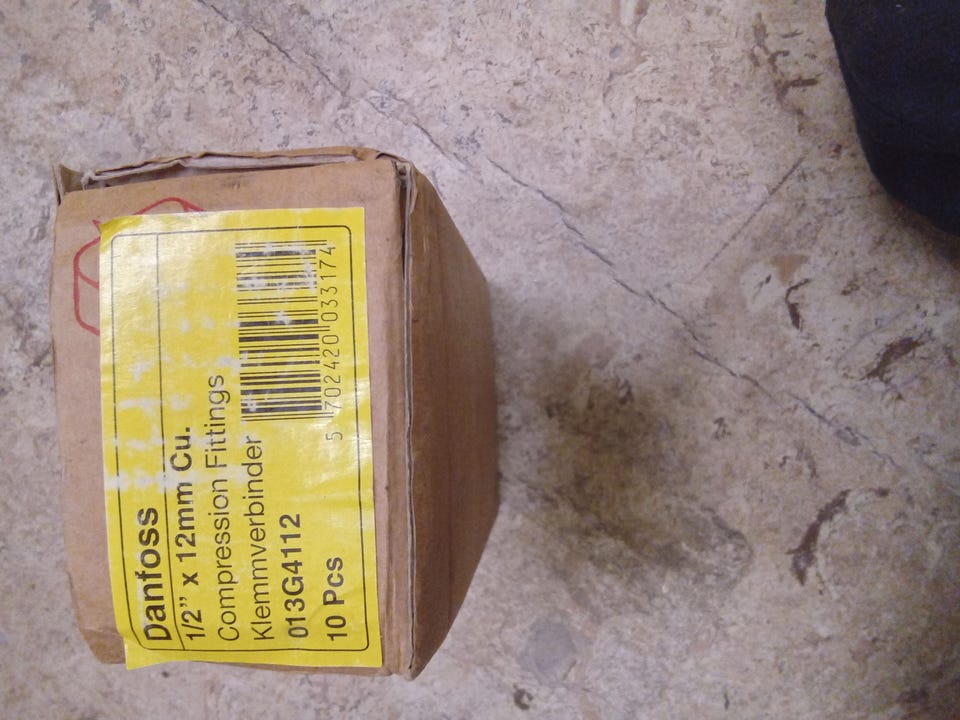 Danfoss
1/2” x 12mm Cu.
Compression Fittings
Klemmverbinder
013G4112
10 Pcs
5 702420 033174